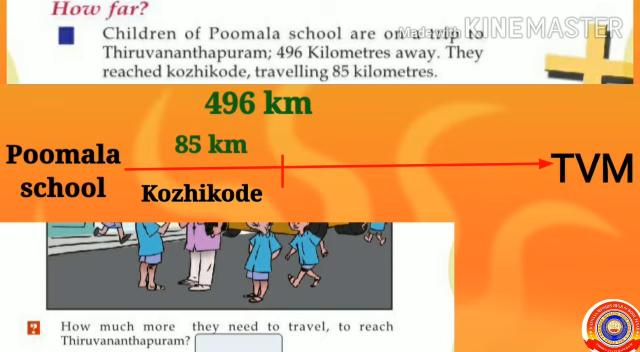 How far?
Children of Poomala school are on a trip to
Thiruvananthapuram; 496 Kilometres away. They
reached kozhikode, travelling 85 kilometres.
Made with KINEMASTER
496 km
85 km
Poomala
school
Kozhikode
TVM
? How much more they need to travel, to reach
Thiruvananthapuram?